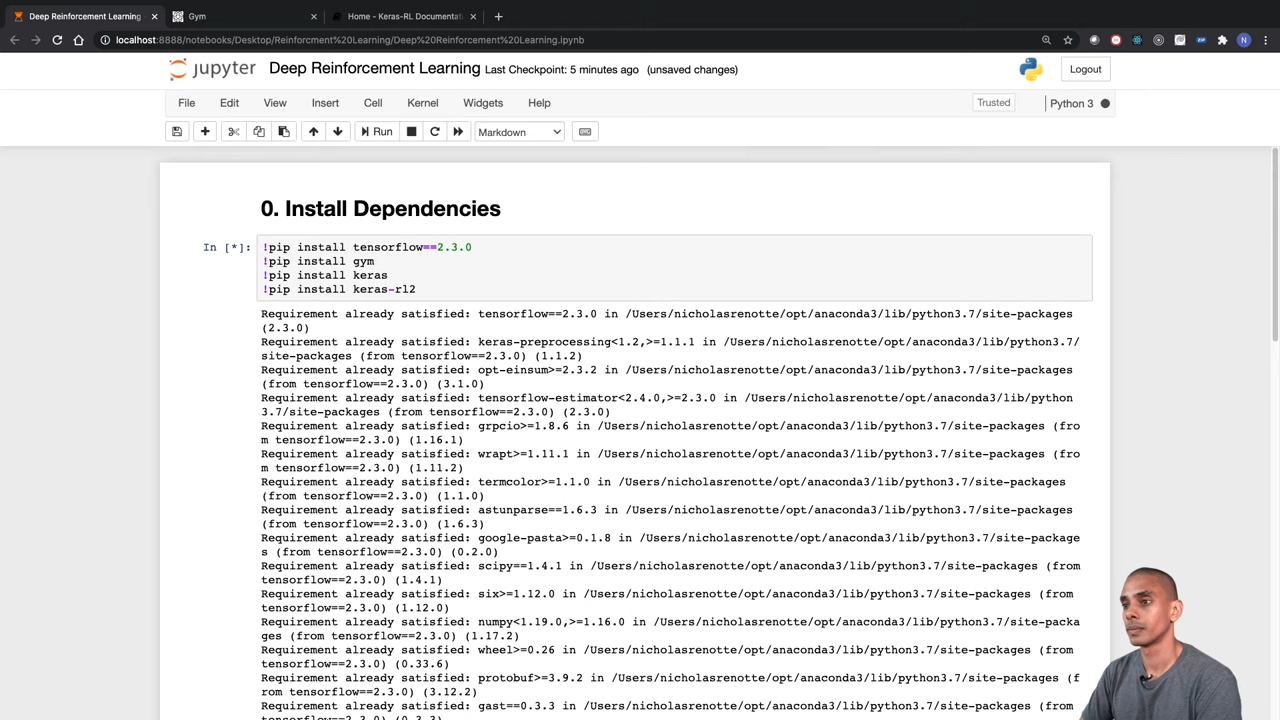 Deep Reinforcement Learning
Gym
Home - Keras-RL Documentat
localhost:8888/notebooks/Desktop/Reinforcment%20Learning/Deep%20Reinforcement%20Learning.ipynb
N
jupyter Deep Reinforcement Learning Last Checkpoint: 5 minutes ago (unsaved changes)
Logout
File Edit View Insert Cell Kernel Widgets Help
Trusted
Python 3
Run
Markdown
0. Install Dependencies
In [*]:
!pip install tensorflow==2.3.0
!pip install gym
!pip install keras
!pip install keras-rl2
Requirement already satisfied: tensorflow==2.3.0 in /Users/nicholasrenotte/opt/anaconda3/lib/python3.7/site-packages
(2.3.0)
Requirement already satisfied: keras-preprocessing<1.2,>=1.1.1 in /Users/nicholasrenotte/opt/anaconda3/lib/python3.7/
site-packages (from tensorflow==2.3.0) (1.1.2)
Requirement already satisfied: opt-einsum>=2.3.2 in /Users/nicholasrenotte/opt/anaconda3/lib/python3.7/site-packages
(from tensorflow==2.3.0) (3.1.0)
Requirement already satisfied: tensorflow-estimator<2.4.0,>=2.3.0 in /Users/nicholasrenotte/opt/anaconda3/lib/python
3.7/site-packages (from tensorflow==2.3.0) (2.3.0)
Requirement already satisfied: grpcio>=1.8.6 in /Users/nicholasrenotte/opt/anaconda3/lib/python3.7/site-packages (fro
m tensorflow==2.3.0) (1.16.1)
Requirement already satisfied: wrapt>=1.11.1 in /Users/nicholasrenotte/opt/anaconda3/lib/python3.7/site-packages (fro
m tensorflow==2.3.0) (1.11.2)
Requirement already satisfied: termcolor>=1.1.0 in /Users/nicholasrenotte/opt/anaconda3/lib/python3.7/site-packages
(from tensorflow==2.3.0) (1.1.0)
Requirement already satisfied: astunparse==1.6.3 in /Users/nicholasrenotte/opt/anaconda3/lib/python3.7/site-packages
(from tensorflow==2.3.0) (1.6.3)
Requirement already satisfied: google-pasta>=0.1.8 in /Users/nicholasrenotte/opt/anaconda3/lib/python3.7/site-package
s (from tensorflow==2.3.0) (0.2.0)
Requirement already satisfied: scipy==1.4.1 in /Users/nicholasrenotte/opt/anaconda3/lib/python3.7/site-packages (from
tensorflow==2.3.0) (1.4.1)
Requirement already satisfied: six>=1.12.0 in /Users/nicholasrenotte/opt/anaconda3/lib/python3.7/site-packages (from
tensorflow==2.3.0) (1.12.0)
Requirement already satisfied: numpy<1.19.0,>=1.16.0 in /Users/nicholasrenotte/opt/anaconda3/lib/python3.7/site-packa
ges (from tensorflow==2.3.0) (1.17.2)
Requirement already satisfied: wheel>=0.26 in /Users/nicholasrenotte/opt/anaconda3/lib/python3.7/site-packages (from
tensorflow==2.3.0) (0.33.6)
Requirement already satisfied: protobuf>=3.9.2 in /Users/nicholasrenotte/opt/anaconda3/lib/python3.7/site-packages (f
rom tensorflow==2.3.0) (3.12.2)
Requirement already satisfied: gast==0.3.3 in /Users/nicholasrenotte/opt/anaconda3/lib/python3.7/site-packages (from
tensorflow==2.3.0) (0.3.3)